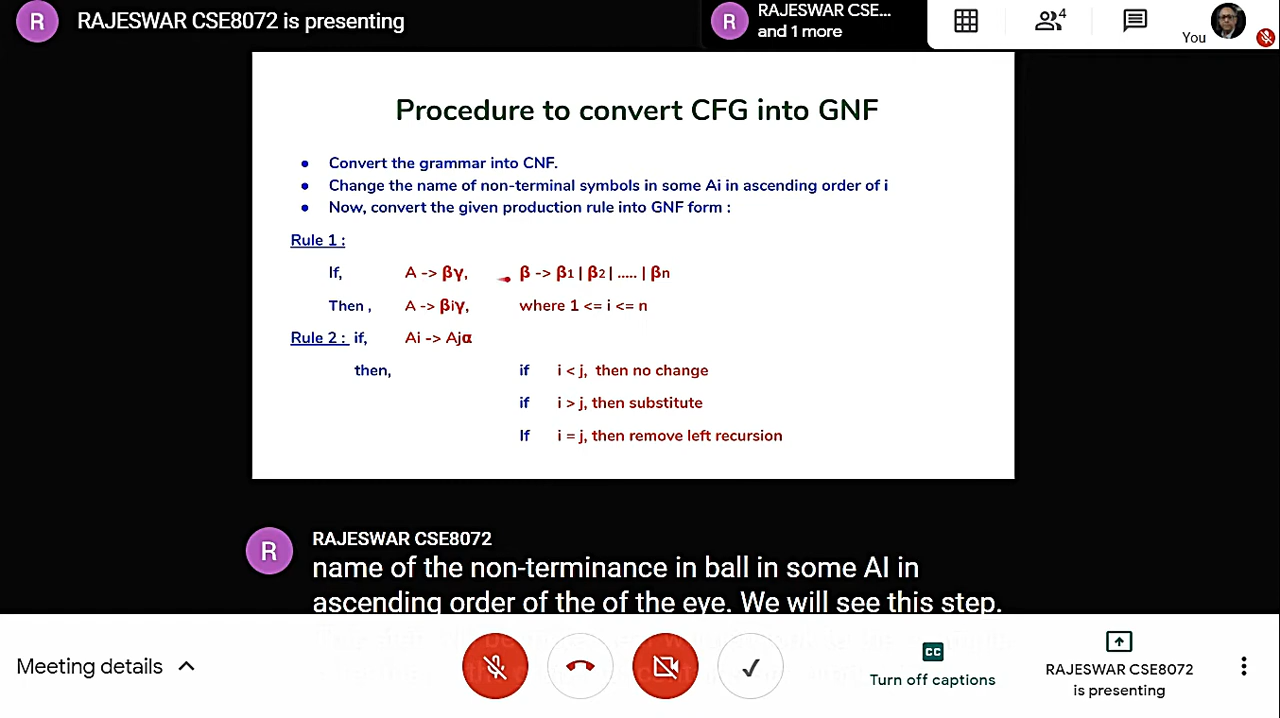 R RAJESWAR CSE8072 is presenting
R RAJESWAR CSE... and 1 more
4
You
Procedure to convert CFG into GNF
● Convert the grammar into CNF.
● Change the name of non-terminal symbols in some Ai in ascending order of i
● Now, convert the given production rule into GNF form :
Rule 1 :
If, A -> βγ, β -> β1 | β2 | ..... | βn
Then , A -> βiγ, where 1 <= i <= n
Rule 2 : if, Ai -> Ajα
then, if i < j, then no change
if i > j, then substitute
If i = j, then remove left recursion
R RAJESWAR CSE8072
name of the non-terminance in ball in some AI in
ascending order of the of the eye. We will see this step.
Meeting details
CC
Turn off captions
RAJESWAR CSE8072
is presenting